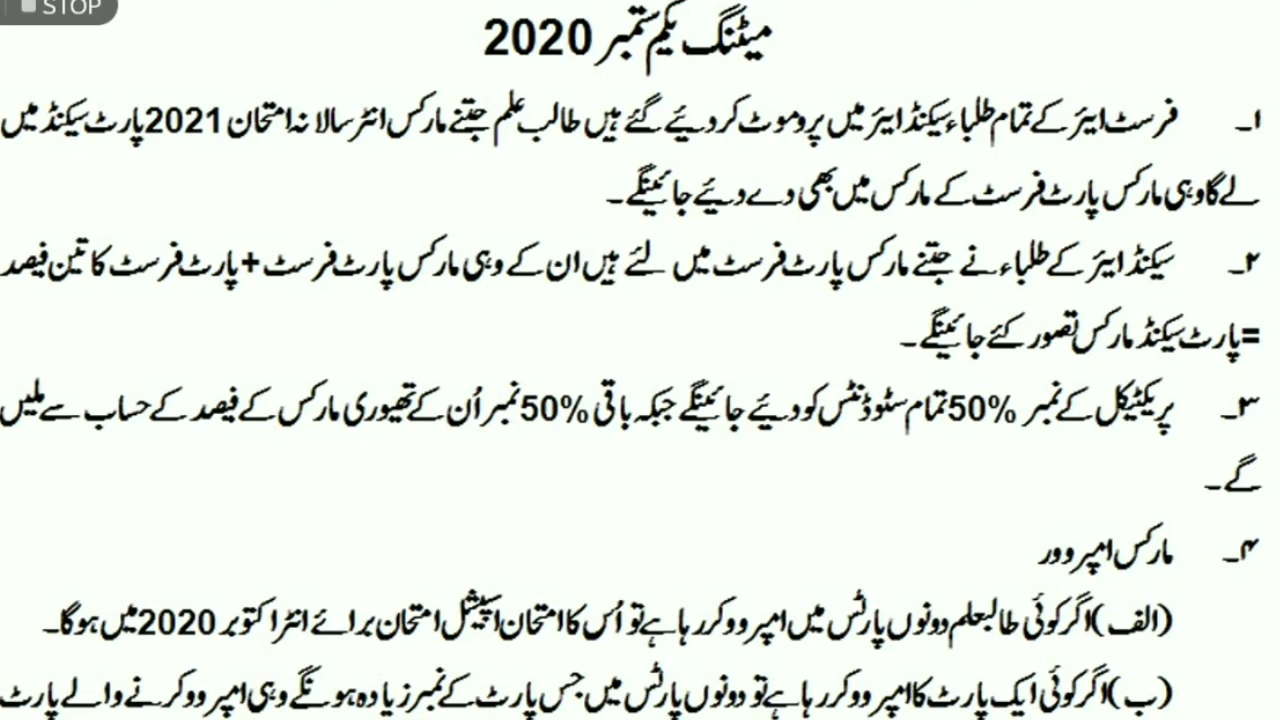 STOP
میٹنگ یکم ستمبر 2020
۱۔ فرسٹ ایئر کے تمام طلباء سیکنڈ ایئر میں پروموٹ کر دیئے گئے ہیں طالب علم جتنے مارکس انٹر سالانہ امتحان 2021 پارٹ سیکنڈ میں
لے گا وہی مارکس پارٹ فرسٹ کے مارکس میں بھی دے دیئے جائینگے۔
۲۔ سیکنڈ ایئر کے طلباء نے جتنے مارکس پارٹ فرسٹ میں لئے ہیں ان کے وہی مارکس پارٹ فرسٹ + پارٹ فرسٹ کا تین فیصد
= پارٹ سیکنڈ مارکس تصور کئے جائینگے۔
۳۔ پریکٹیکل کے نمبر 50% تمام سٹوڈنٹس کو دیئے جائینگے جبکہ باقی 50% نمبر اُن کے تھیوری مارکس کے فیصد کے حساب سے ملیں
گے۔
۴۔ مارکس امپروور
(الف) اگر کوئی طالبعلم دونوں پارٹس میں امپروو کر رہا ہے تو اُس کا امتحان اسپیشل امتحان برائے انٹر اکتوبر 2020 میں ہوگا۔
(ب) اگر کوئی ایک پارٹ کا امپروو کر رہا ہے تو دونوں پارٹس میں جس پارٹ کے نمبر زیادہ ہونگے وہی امپروو کرنے والے پارٹ